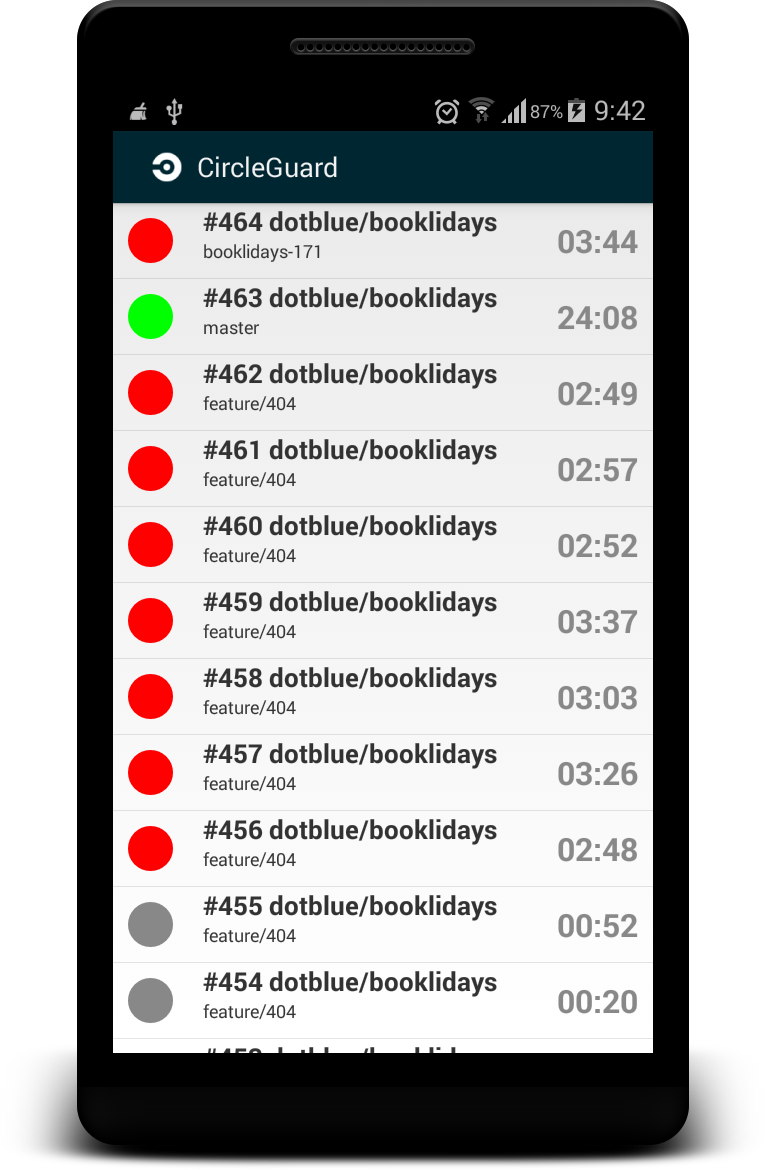 87% 9:42
CircleGuard
#464 dotblue/booklidays
booklidays-171
03:44
#463 dotblue/booklidays
master
24:08
#462 dotblue/booklidays
feature/404
02:49
#461 dotblue/booklidays
feature/404
02:57
#460 dotblue/booklidays
feature/404
02:52
#459 dotblue/booklidays
feature/404
03:37
#458 dotblue/booklidays
feature/404
03:03
#457 dotblue/booklidays
feature/404
03:26
#456 dotblue/booklidays
feature/404
02:48
#455 dotblue/booklidays
feature/404
00:52
#454 dotblue/booklidays
feature/404
00:20